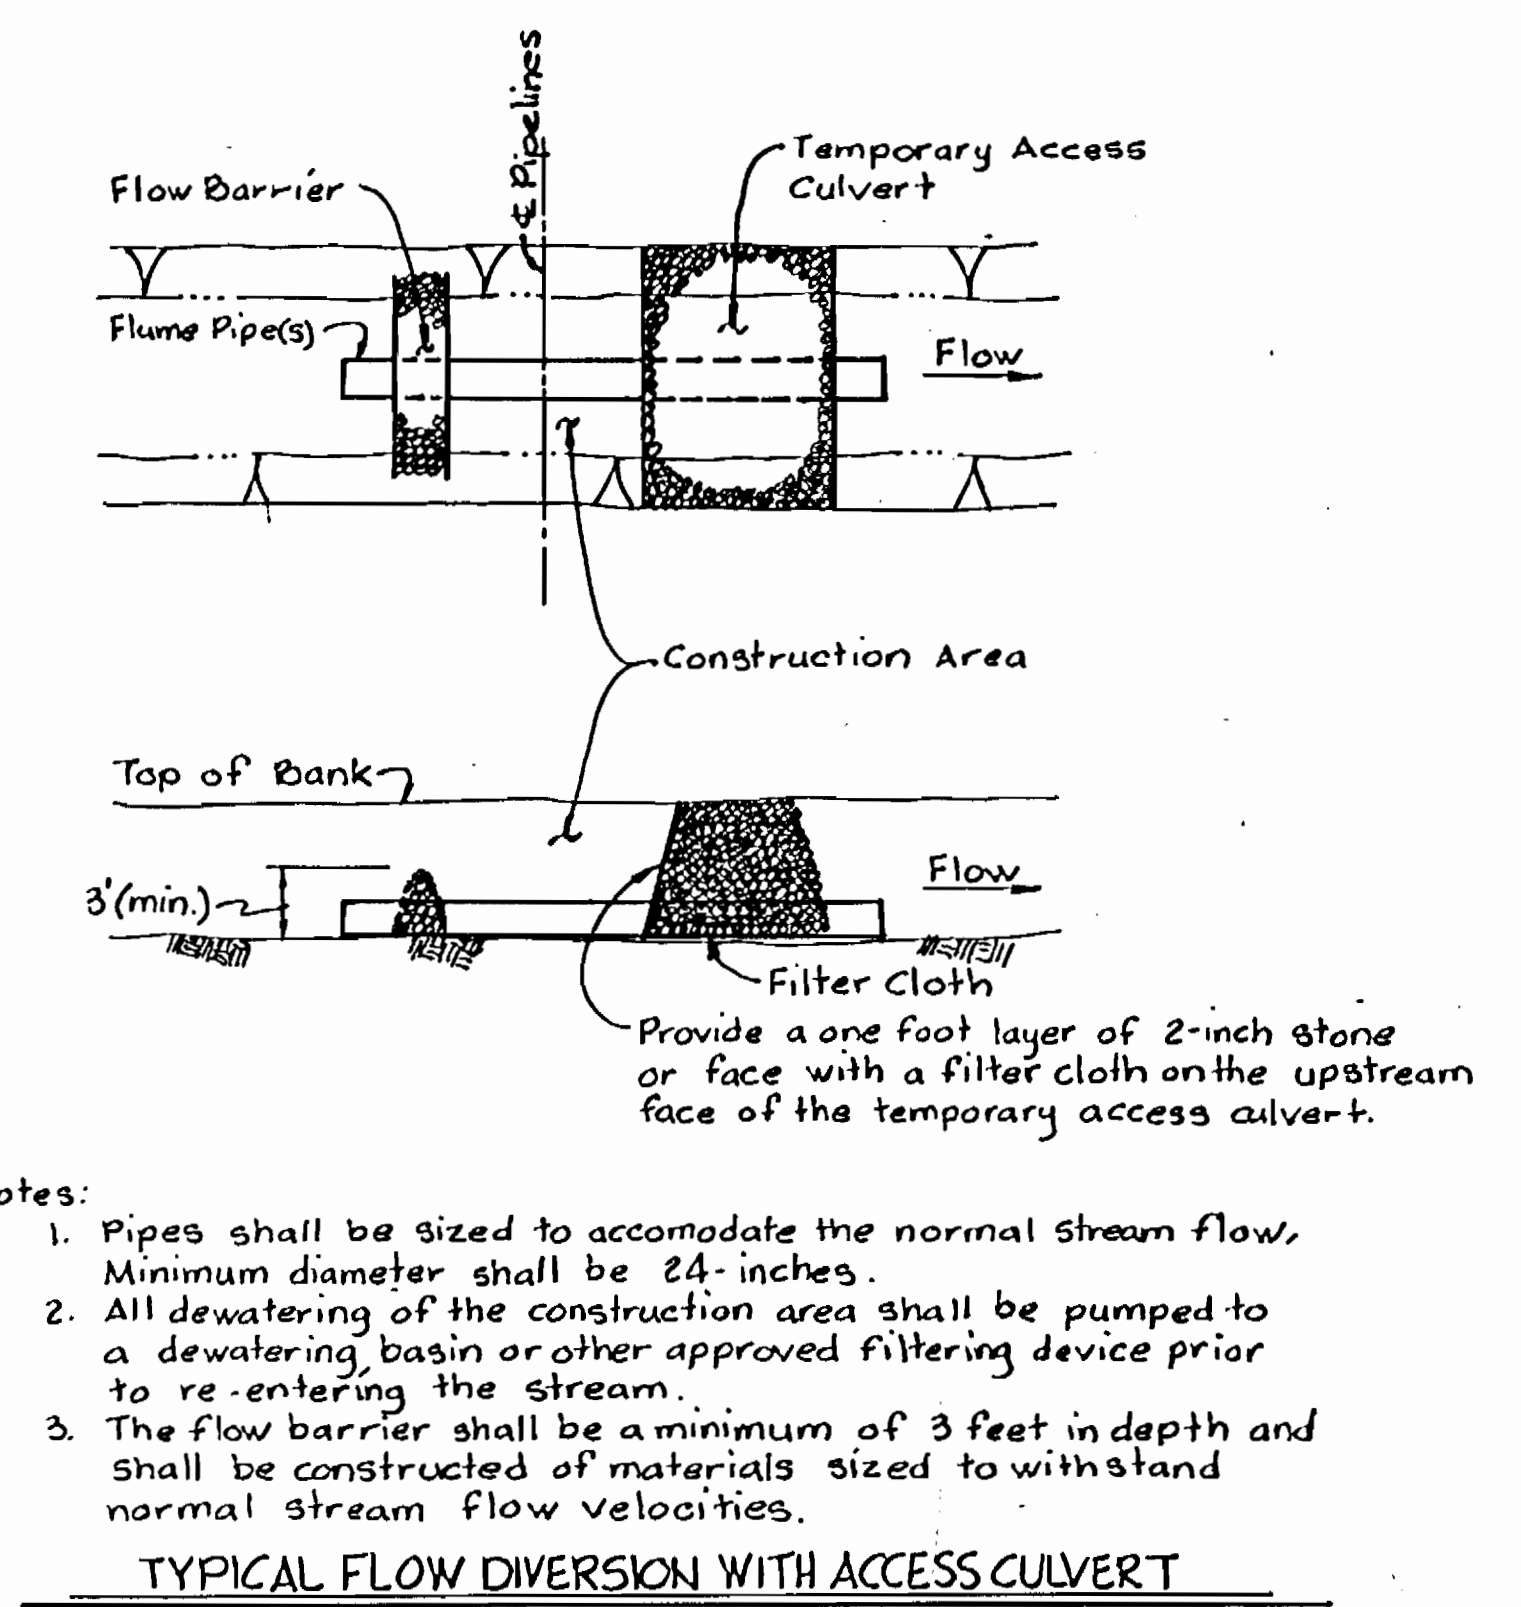 ℄ Pipelines
Temporary Access
Culvert
Flow Barrier
Flume Pipe(s)
Flow
Construction Area
Top of Bank
3'(min.)
Flow
Filter Cloth
Provide a one foot layer of 2-inch stone
or face with a filter cloth on the upstream
face of the temporary access culvert.
otes:
1. Pipes shall be sized to accomodate the normal stream flow,
Minimum diameter shall be 24-inches.
2. All dewatering of the construction area shall be pumped to
a dewatering basin or other approved filtering device prior
to re-entering the stream.
3. The flow barrier shall be a minimum of 3 feet in depth and
shall be constructed of materials sized to withstand
normal stream flow velocities.
TYPICAL FLOW DIVERSION WITH ACCESS CULVERT